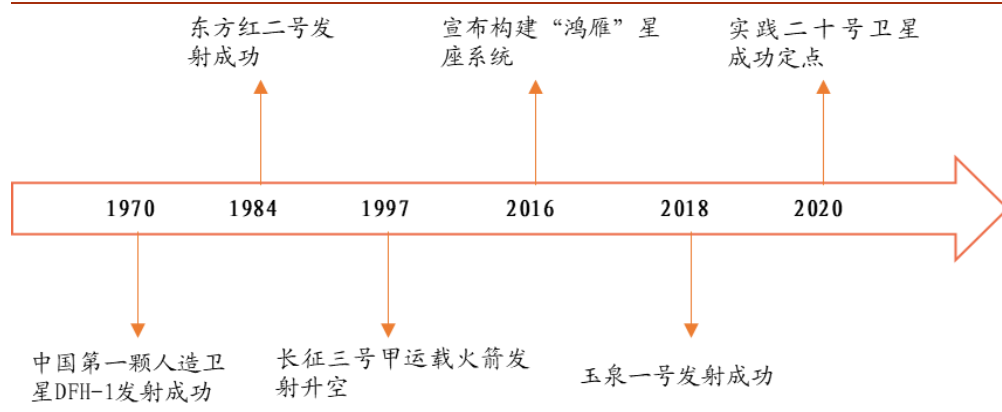 东方红二号发
射成功
宣布构建“鸿雁”星
座系统
实践二十号卫星
成功定点
1970 1984 1997 2016 2018 2020
中国第一颗人造卫
星DFH-1发射成功
长征三号甲运载火箭发
射升空
玉泉一号发射成功